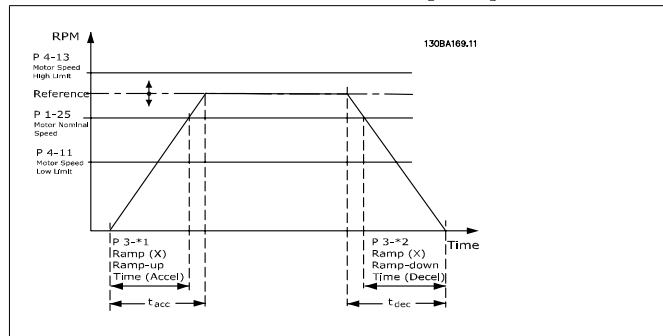 RPM
130BA169.11
P 4-13
Motor Speed
High Limit
Reference
P 1-25
Motor Nominal
Speed
P 4-11
Motor Speed
Low Limit
P 3-*1
Ramp (X)
Ramp-up
Time (Accel)
P 3-*2
Ramp (X)
Ramp-down
Time (Decel)
Time
tacc
tdec